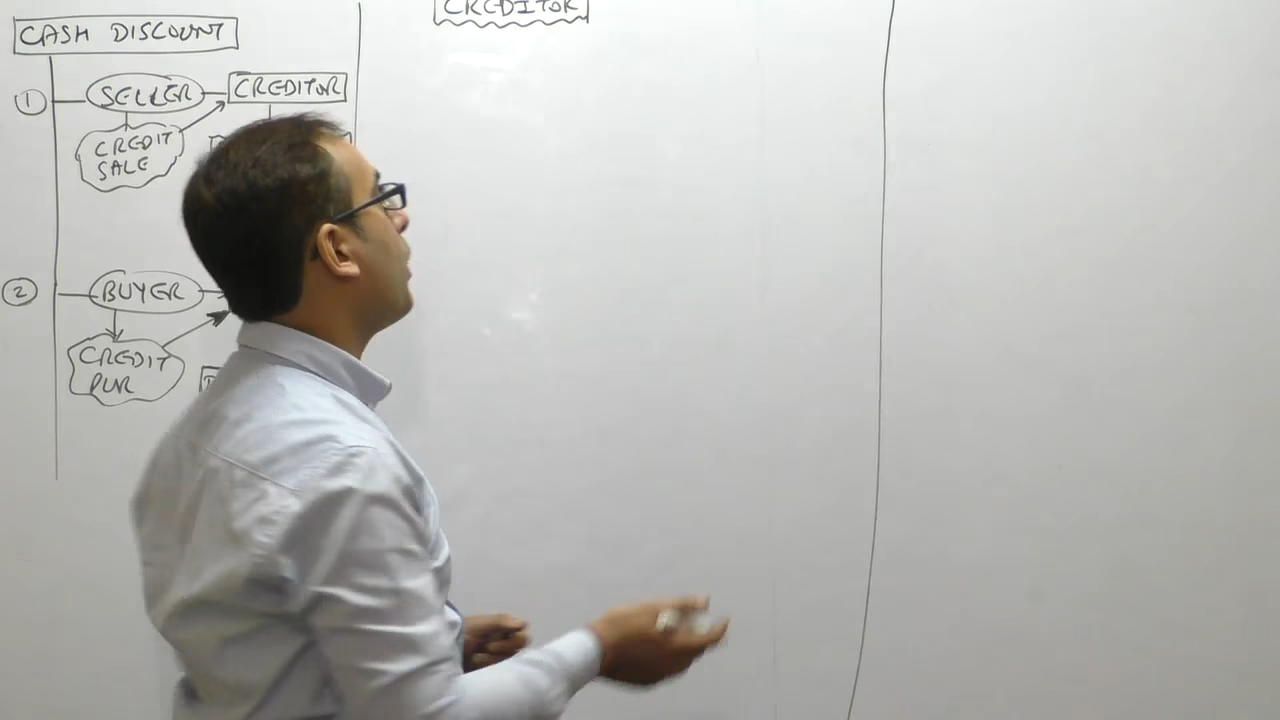 CREDITOR
CASH DISCOUNT
1 SELLER CREDITOR
CREDIT
SALE
2 BUYER
CREDIT
PUR